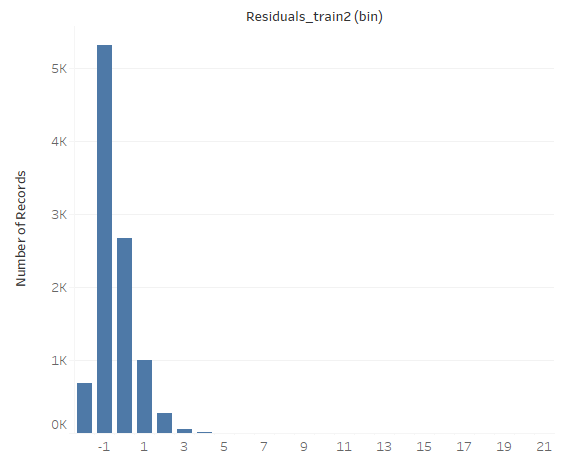 Residuals_train2 (bin)
Number of Records
5K
4K
3K
2K
1K
0K
-1 1 3 5 7 9 11 13 15 17 19 21